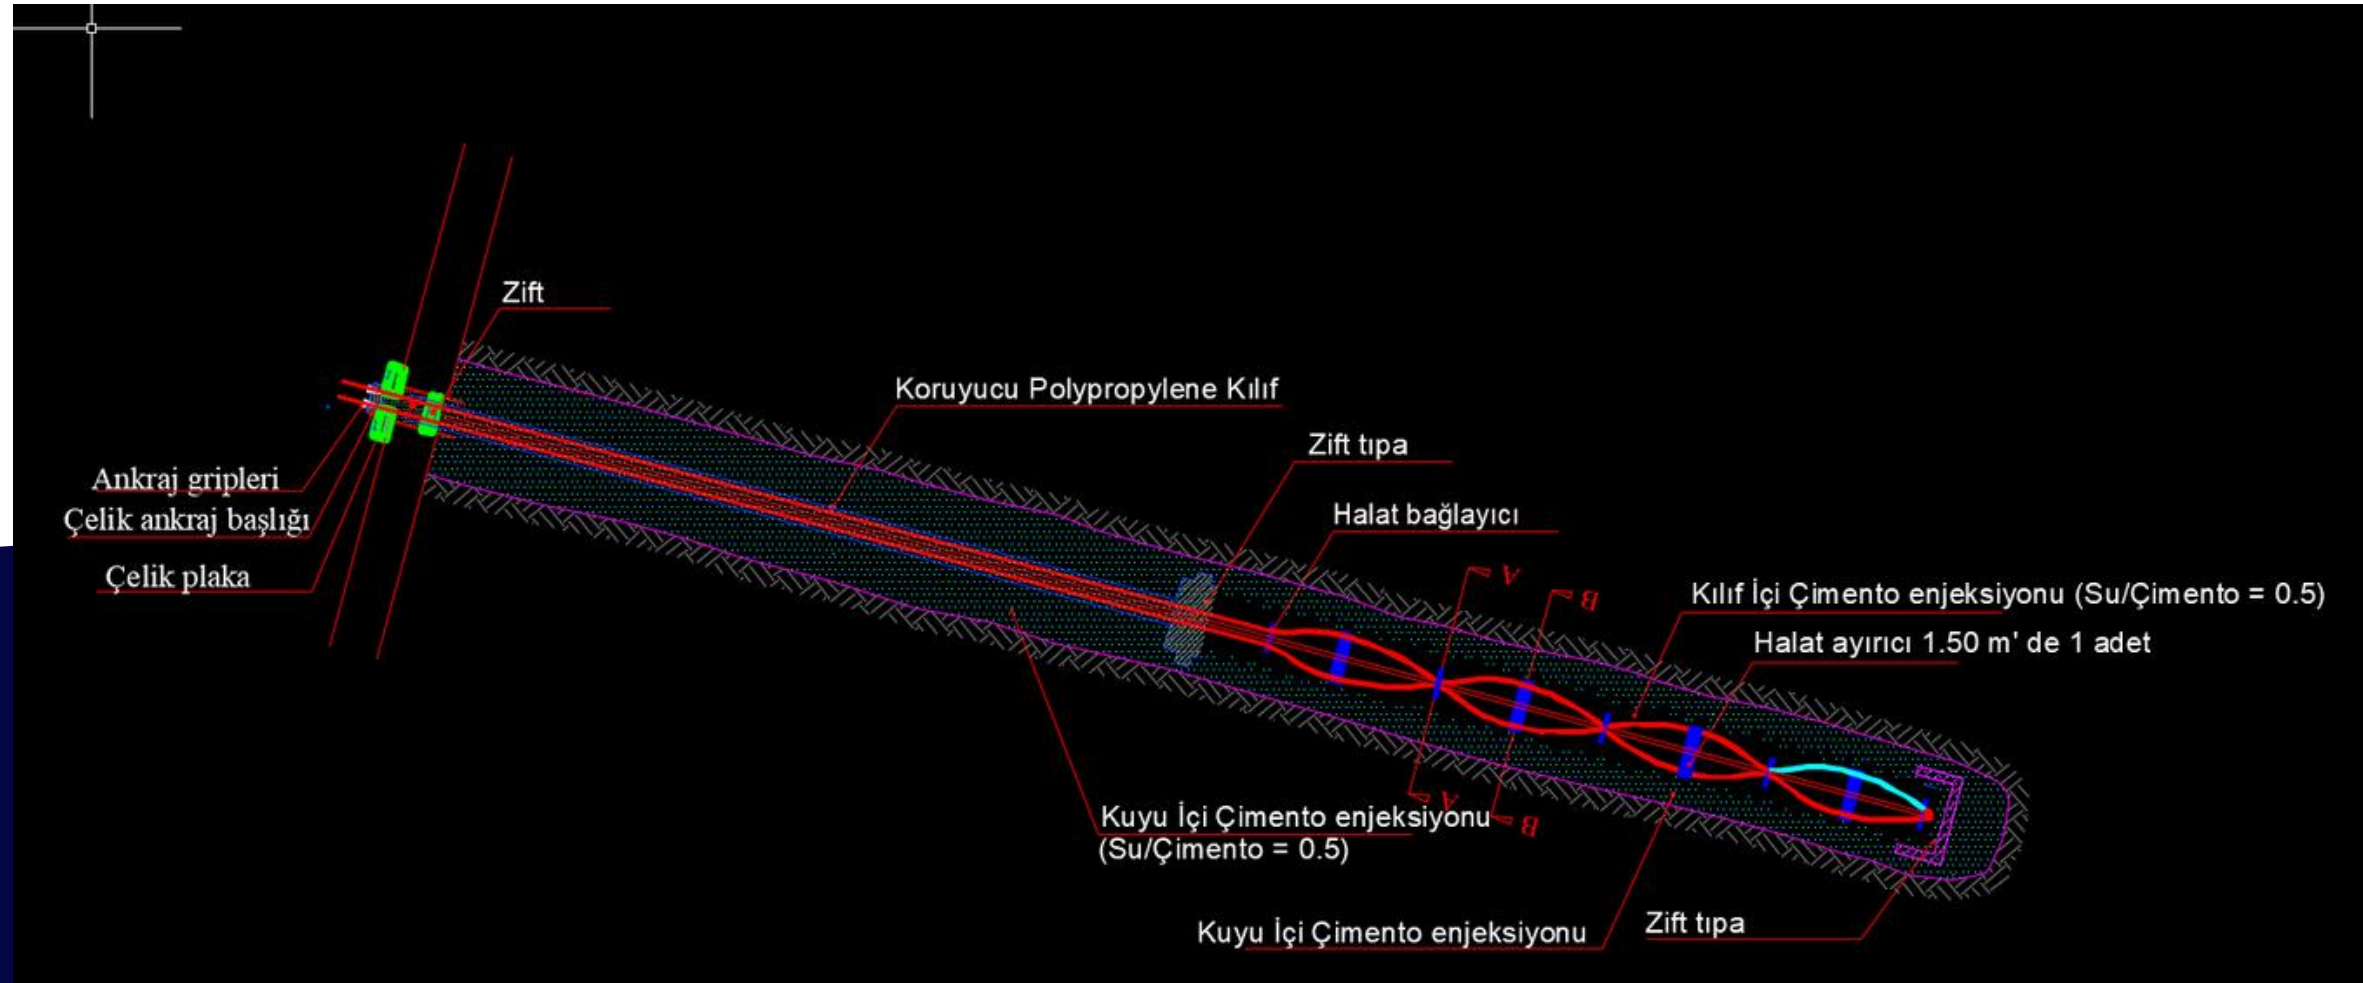 Zift
Koruyucu Polypropylene Kılıf
Zift tıpa
Halat bağlayıcı
Ankraj gripleri
Çelik ankraj başlığı
Çelik plaka
A
B
Kılıf İçi Çimento enjeksiyonu (Su/Çimento = 0.5)
Halat ayırıcı 1.50 m' de 1 adet
A
B
Kuyu İçi Çimento enjeksiyonu
(Su/Çimento = 0.5)
Kuyu İçi Çimento enjeksiyonu
Zift tıpa